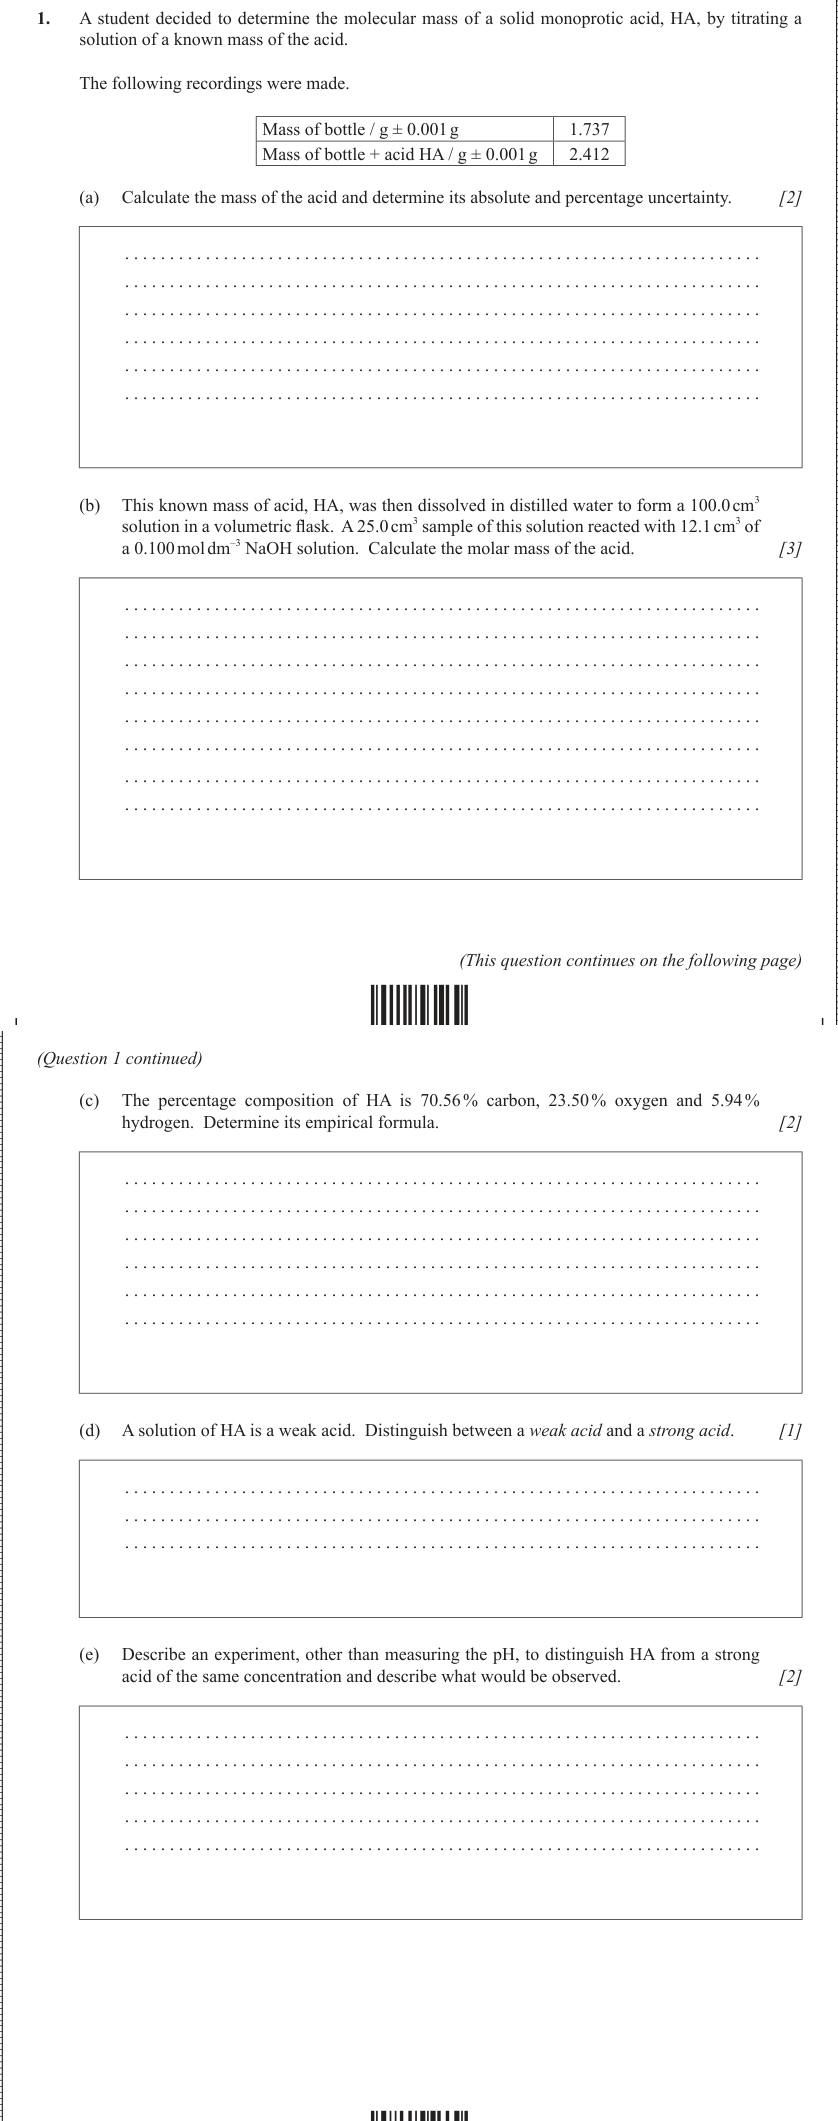 1. A student decided to determine the molecular mass of a solid monoprotic acid, HA, by titrating a
solution of a known mass of the acid.
The following recordings were made.
Mass of bottle / g ± 0.001 g 1.737
Mass of bottle + acid HA / g ± 0.001 g 2.412
(a) Calculate the mass of the acid and determine its absolute and percentage uncertainty. [2]
(b) This known mass of acid, HA, was then dissolved in distilled water to form a 100.0 cm³
solution in a volumetric flask. A 25.0 cm³ sample of this solution reacted with 12.1 cm³ of
a 0.100 mol dm⁻³ NaOH solution. Calculate the molar mass of the acid. [3]
(This question continues on the following page)
(Question 1 continued)
(c) The percentage composition of HA is 70.56 % carbon, 23.50 % oxygen and 5.94 %
hydrogen. Determine its empirical formula. [2]
(d) A solution of HA is a weak acid. Distinguish between a weak acid and a strong acid. [1]
(e) Describe an experiment, other than measuring the pH, to distinguish HA from a strong
acid of the same concentration and describe what would be observed. [2]